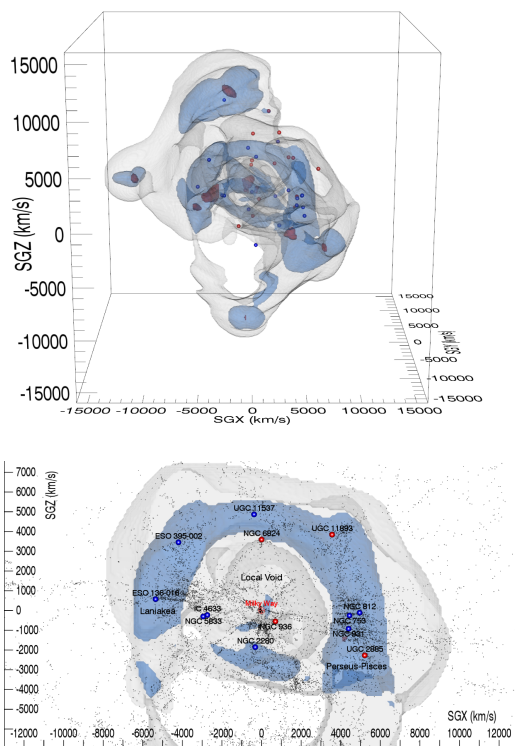 15000
10000
5000
0
-5000
-10000
-15000
SGZ (km/s)
15000
10000
5000
0
-5000
-10000
-15000
SGY (km/s)
-15000 -10000 -5000 0 5000 10000 15000
SGX (km/s)
7000
6000
5000
4000
3000
2000
1000
0
-1000
-2000
-3000
-4000
-5000
SGZ (km/s)
UGC 11537
NGC 6824
UGC 11893
ESO 395-002
Local Void
ESO 136-016
Laniakea
IC 4633
NGC 5833
Milky Way
NGC 936
NGC 812
NGC 753
NGC 931
NGC 2280
UGC 2885
Perseus-Pisces
SGX (km/s)
-12000 -10000 -8000 -6000 -4000 -2000 0 2000 4000 6000 8000 10000 12000